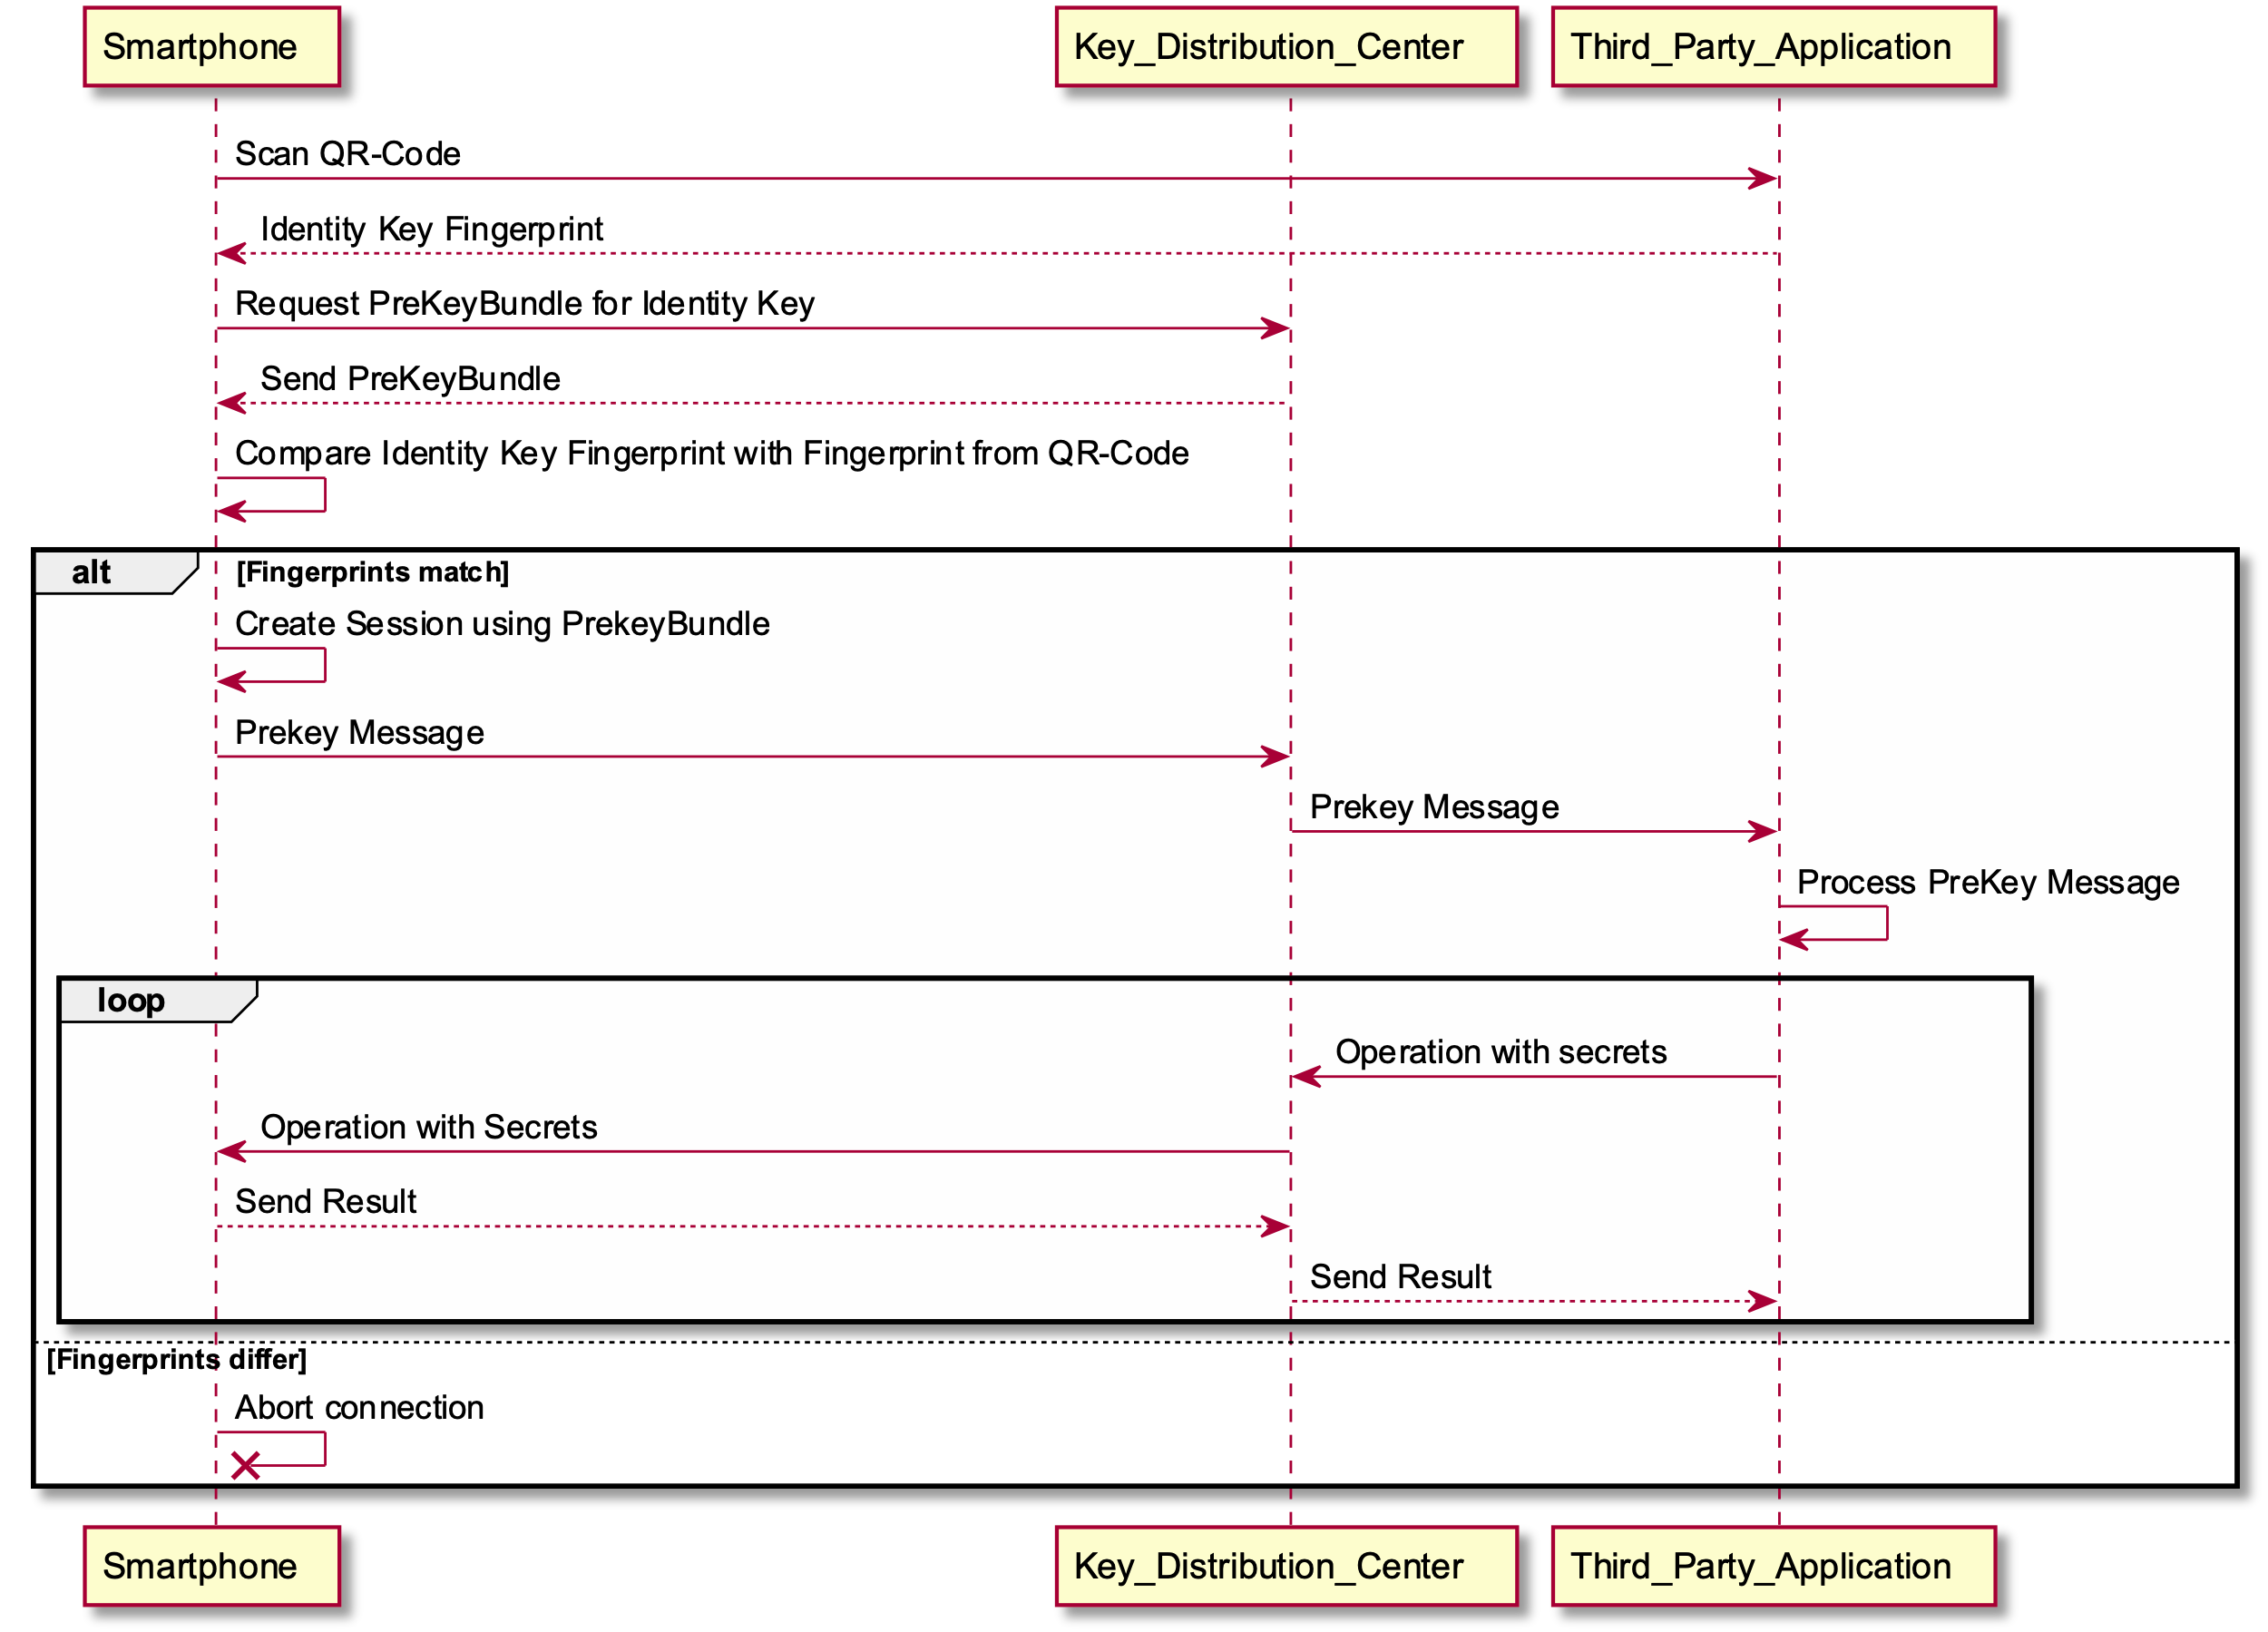 Smartphone
Key_Distribution_Center
Third_Party_Application
Scan QR-Code
Identity Key Fingerprint
Request PreKeyBundle for Identity Key
Send PreKeyBundle
Compare Identity Key Fingerprint with Fingerprint from QR-Code
alt
[Fingerprints match]
Create Session using PrekeyBundle
Prekey Message
Prekey Message
Process PreKey Message
loop
Operation with secrets
Operation with Secrets
Send Result
Send Result
[Fingerprints differ]
Abort connection
Smartphone
Key_Distribution_Center
Third_Party_Application